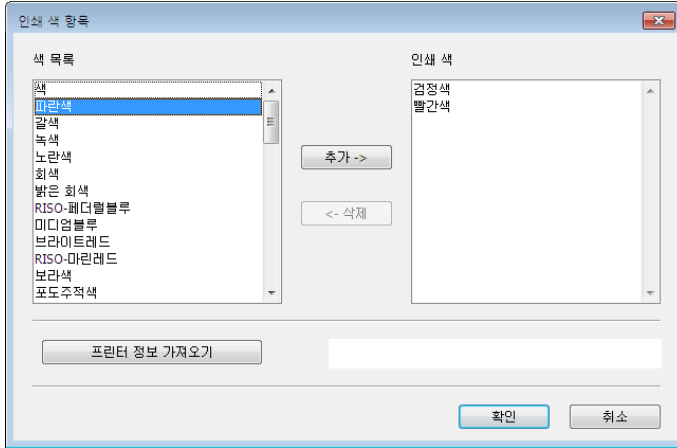 인쇄 색 항목
색 목록
인쇄 색
색
파란색
갈색
녹색
노란색
회색
밝은 회색
RISO-페더럴블루
미디엄블루
브라이트레드
RISO-마린레드
보라색
포도주적색
추가 ->
<- 삭제
검정색
빨간색
프린터 정보 가져오기
확인
취소